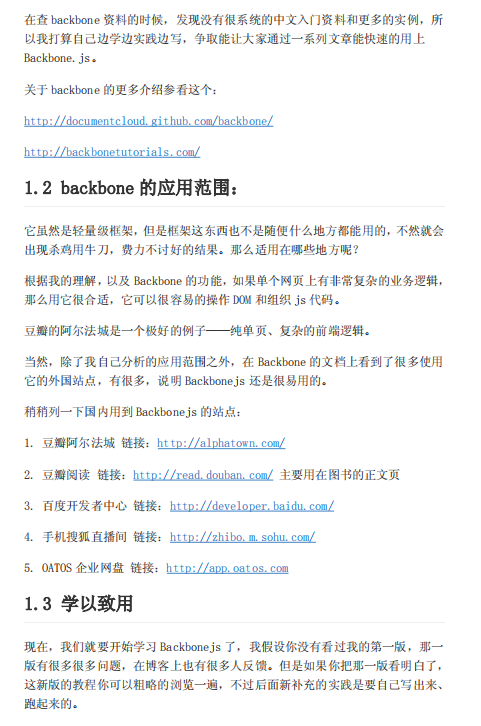 在查 backbone 资料的时候，发现没有很系统的中文入门资料和更多的实例，所
以我打算自己边学边实践边写，争取能让大家通过一系列文章能快速的用上
Backbone.js。
关于 backbone 的更多介绍参看这个：
http://documentcloud.github.com/backbone/
http://backbonetutorials.com/
1.2 backbone 的应用范围：
它虽然是轻量级框架，但是框架这东西也不是随便什么地方都能用的，不然就会
出现杀鸡用牛刀，费力不讨好的结果。那么适用在哪些地方呢？
根据我的理解，以及 Backbone 的功能，如果单个网页上有非常复杂的业务逻辑，
那么用它很合适，它可以很容易的操作 DOM 和组织 js 代码。
豆瓣的阿尔法城是一个极好的例子——纯单页、复杂的前端逻辑。
当然，除了我自己分析的应用范围之外，在 Backbone 的文档上看到了很多使用
它的外国站点，有很多，说明 Backbonejs 还是很易用的。
稍稍列一下国内用到 Backbonejs 的站点：
1. 豆瓣阿尔法城 链接：http://alphatown.com/
2. 豆瓣阅读 链接：http://read.douban.com/ 主要用在图书的正文页
3. 百度开发者中心 链接：http://developer.baidu.com/
4. 手机搜狐直播间 链接：http://zhibo.m.sohu.com/
5. OATOS 企业网盘 链接：http://app.oatos.com
1.3 学以致用
现在，我们就要开始学习 Backbonejs 了，我假设你没有看过我的第一版，那一
版有很多很多问题，在博客上也有很多人反馈。但是如果你把那一版看明白了，
这新版的教程你可以粗略的浏览一遍，不过后面新补充的实践是要自己写出来、
跑起来的。